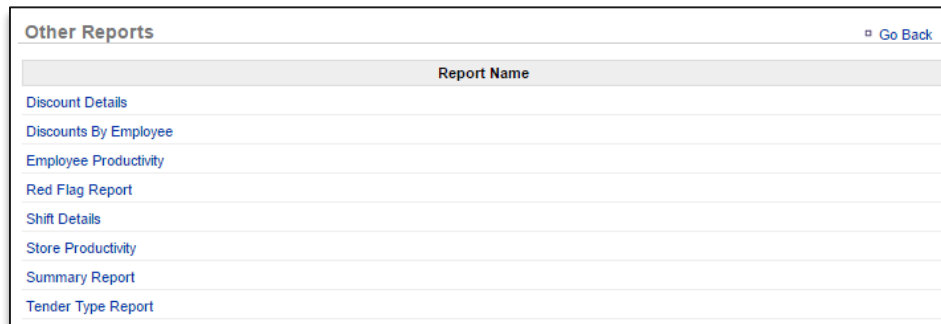 Other Reports
Go Back
Report Name
Discount Details
Discounts By Employee
Employee Productivity
Red Flag Report
Shift Details
Store Productivity
Summary Report
Tender Type Report